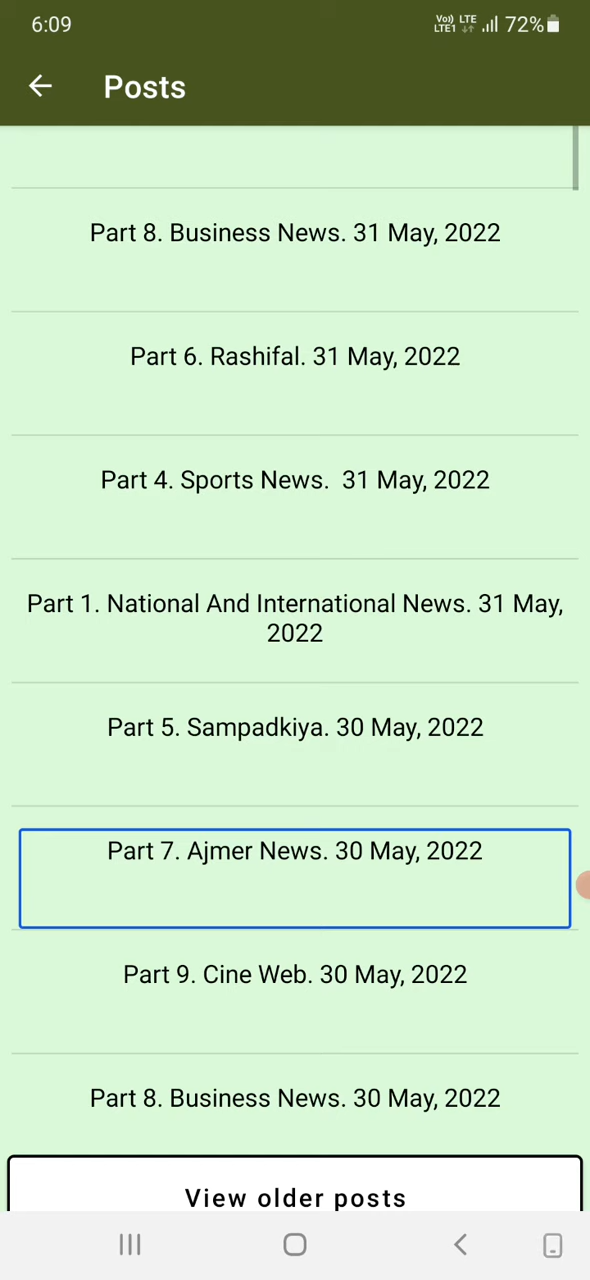 6:09
Vo)) LTE
LTE1
72%
Posts
Part 8. Business News. 31 May, 2022
Part 6. Rashifal. 31 May, 2022
Part 4. Sports News.  31 May, 2022
Part 1. National And International News. 31 May,
2022
Part 5. Sampadkiya. 30 May, 2022
Part 7. Ajmer News. 30 May, 2022
Part 9. Cine Web. 30 May, 2022
Part 8. Business News. 30 May, 2022
View older posts